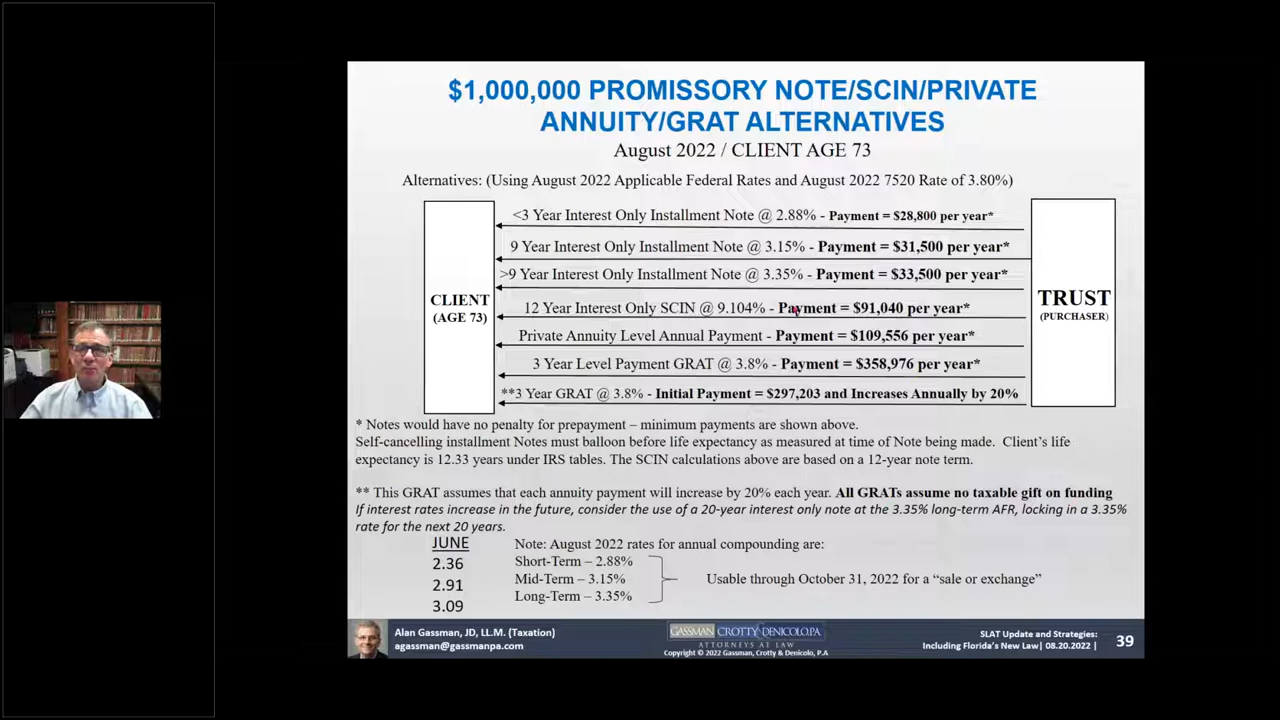 $1,000,000 PROMISSORY NOTE/SCIN/PRIVATE
ANNUITY/GRAT ALTERNATIVES
August 2022 / CLIENT AGE 73
Alternatives: (Using August 2022 Applicable Federal Rates and August 2022 7520 Rate of 3.80%)
CLIENT
(AGE 73)
<3 Year Interest Only Installment Note @ 2.88% - Payment = $28,800 per year*
9 Year Interest Only Installment Note @ 3.15% - Payment = $31,500 per year*
>9 Year Interest Only Installment Note @ 3.35% - Payment = $33,500 per year*
12 Year Interest Only SCIN @ 9.104% - Payment = $91,040 per year*
Private Annuity Level Annual Payment - Payment = $109,556 per year*
3 Year Level Payment GRAT @ 3.8% - Payment = $358,976 per year*
**3 Year GRAT @ 3.8% - Initial Payment = $297,203 and Increases Annually by 20%
TRUST
(PURCHASER)
* Notes would have no penalty for prepayment – minimum payments are shown above.
Self-cancelling installment Notes must balloon before life expectancy as measured at time of Note being made. Client's life
expectancy is 12.33 years under IRS tables. The SCIN calculations above are based on a 12-year note term.
** This GRAT assumes that each annuity payment will increase by 20% each year. All GRATs assume no taxable gift on funding
If interest rates increase in the future, consider the use of a 20-year interest only note at the 3.35% long-term AFR, locking in a 3.35%
rate for the next 20 years.
JUNE
2.36
2.91
3.09
Note: August 2022 rates for annual compounding are:
Short-Term – 2.88%
Mid-Term – 3.15%
Long-Term – 3.35%
Usable through October 31, 2022 for a “sale or exchange”
Alan Gassman, JD, LL.M. (Taxation)
agassman@gassmanpa.com
GASSMAN CROTTY DENICOLO, P.A.
ATTORNEYS AT LAW
Copyright © 2022 Gassman, Crotty & Denicolo, P.A
SLAT Update and Strategies:
Including Florida's New Law| 08.20.2022 |
39